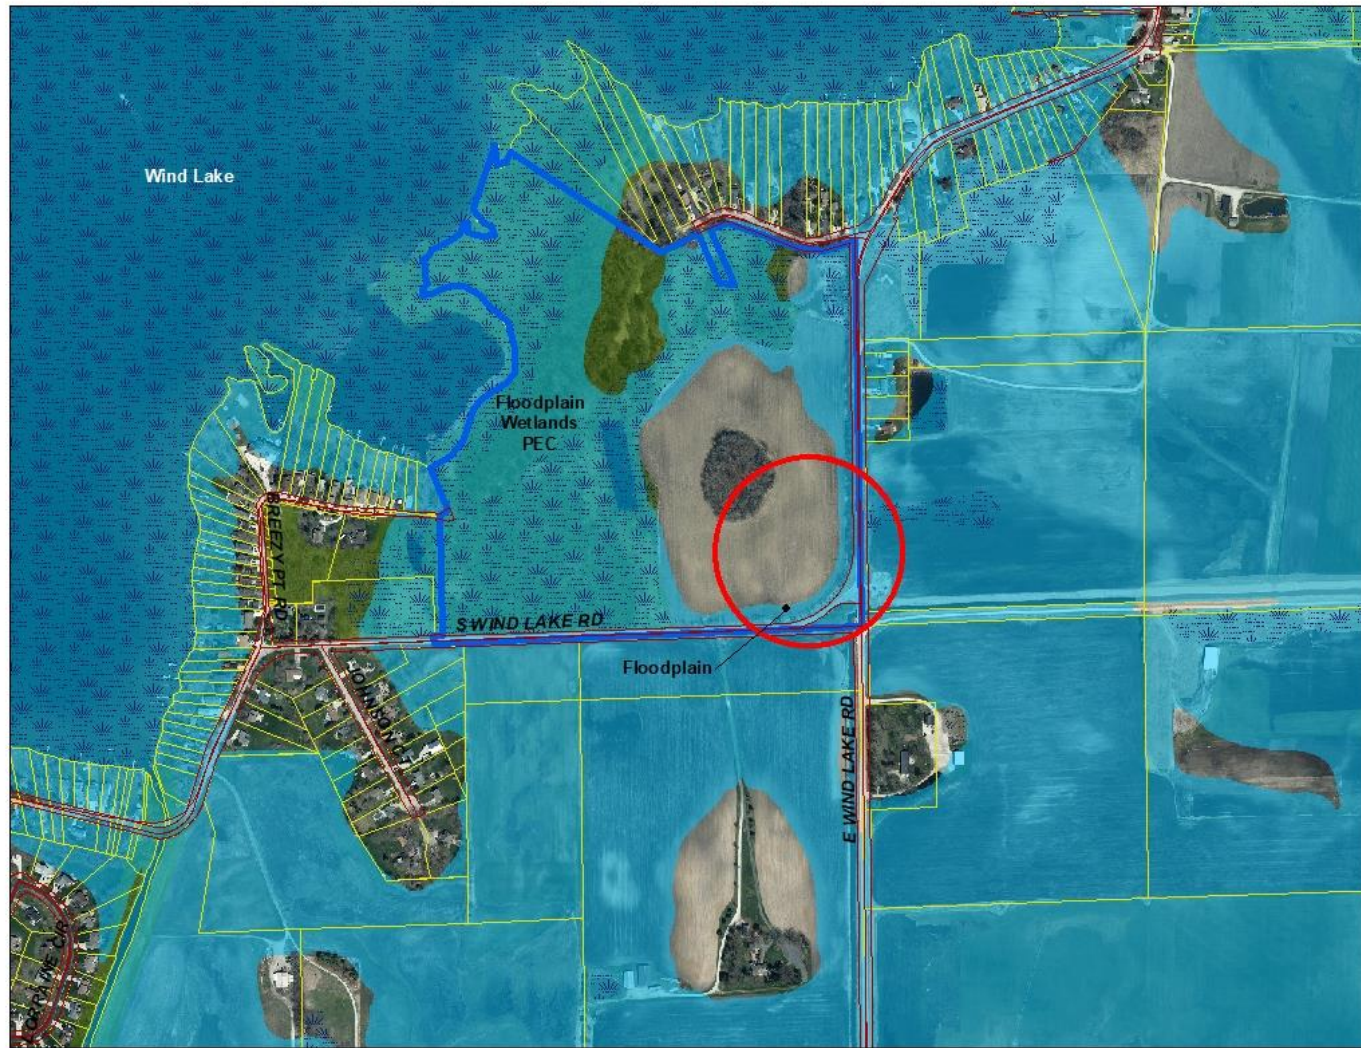 Wind Lake
Floodplain
Wetlands
PEC
BREEZY PT. RD
S WIND LAKE RD
Floodplain
JOHNSON CT
E WIND LAKE RD